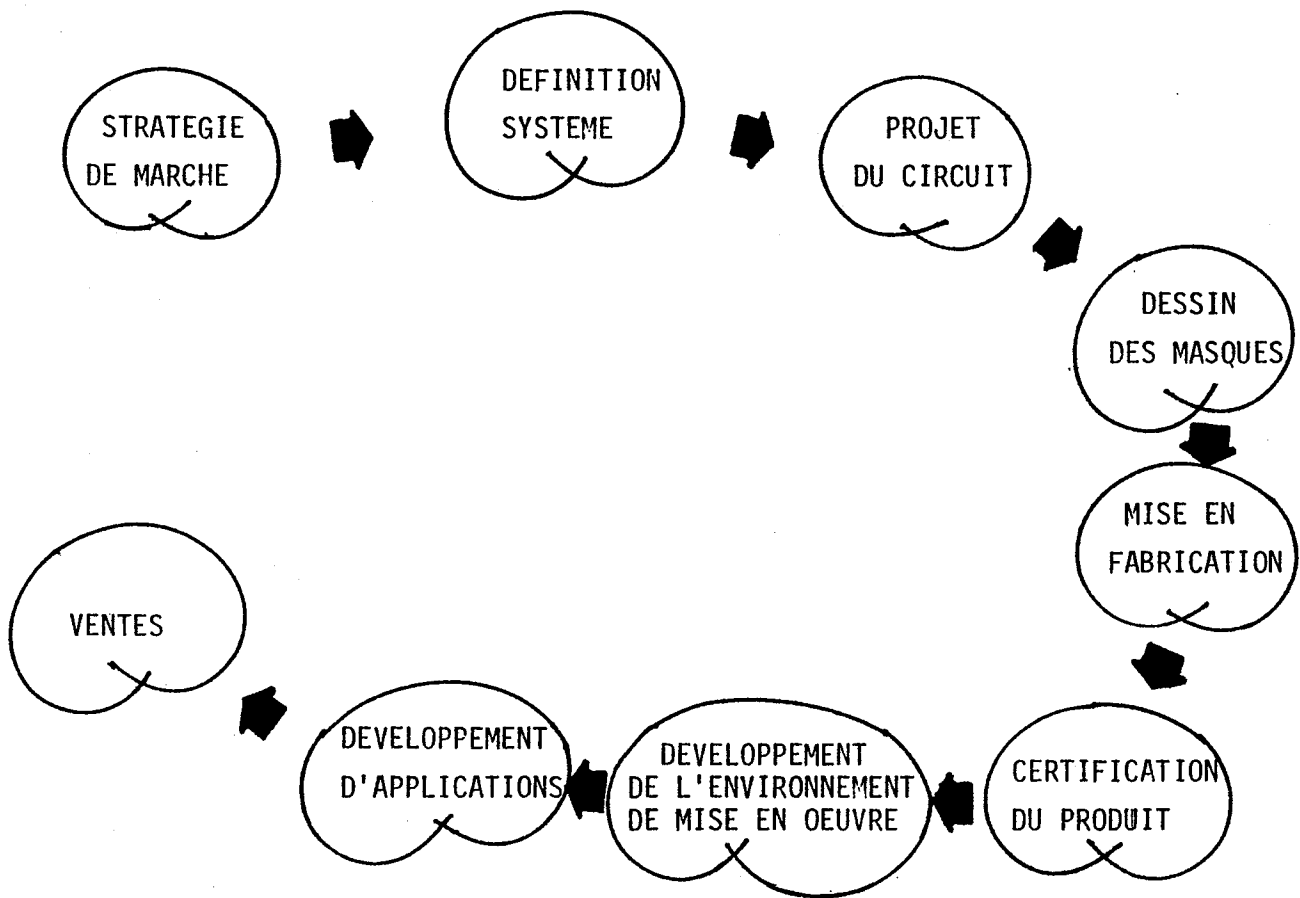 STRATEGIE
DE MARCHE
DEFINITION
SYSTEME
PROJET
DU CIRCUIT
DESSIN
DES MASQUES
MISE EN
FABRICATION
CERTIFICATION
DU PRODUIT
DEVELOPPEMENT
DE L'ENVIRONNEMENT
DE MISE EN OEUVRE
DEVELOPPEMENT
D'APPLICATIONS
VENTES